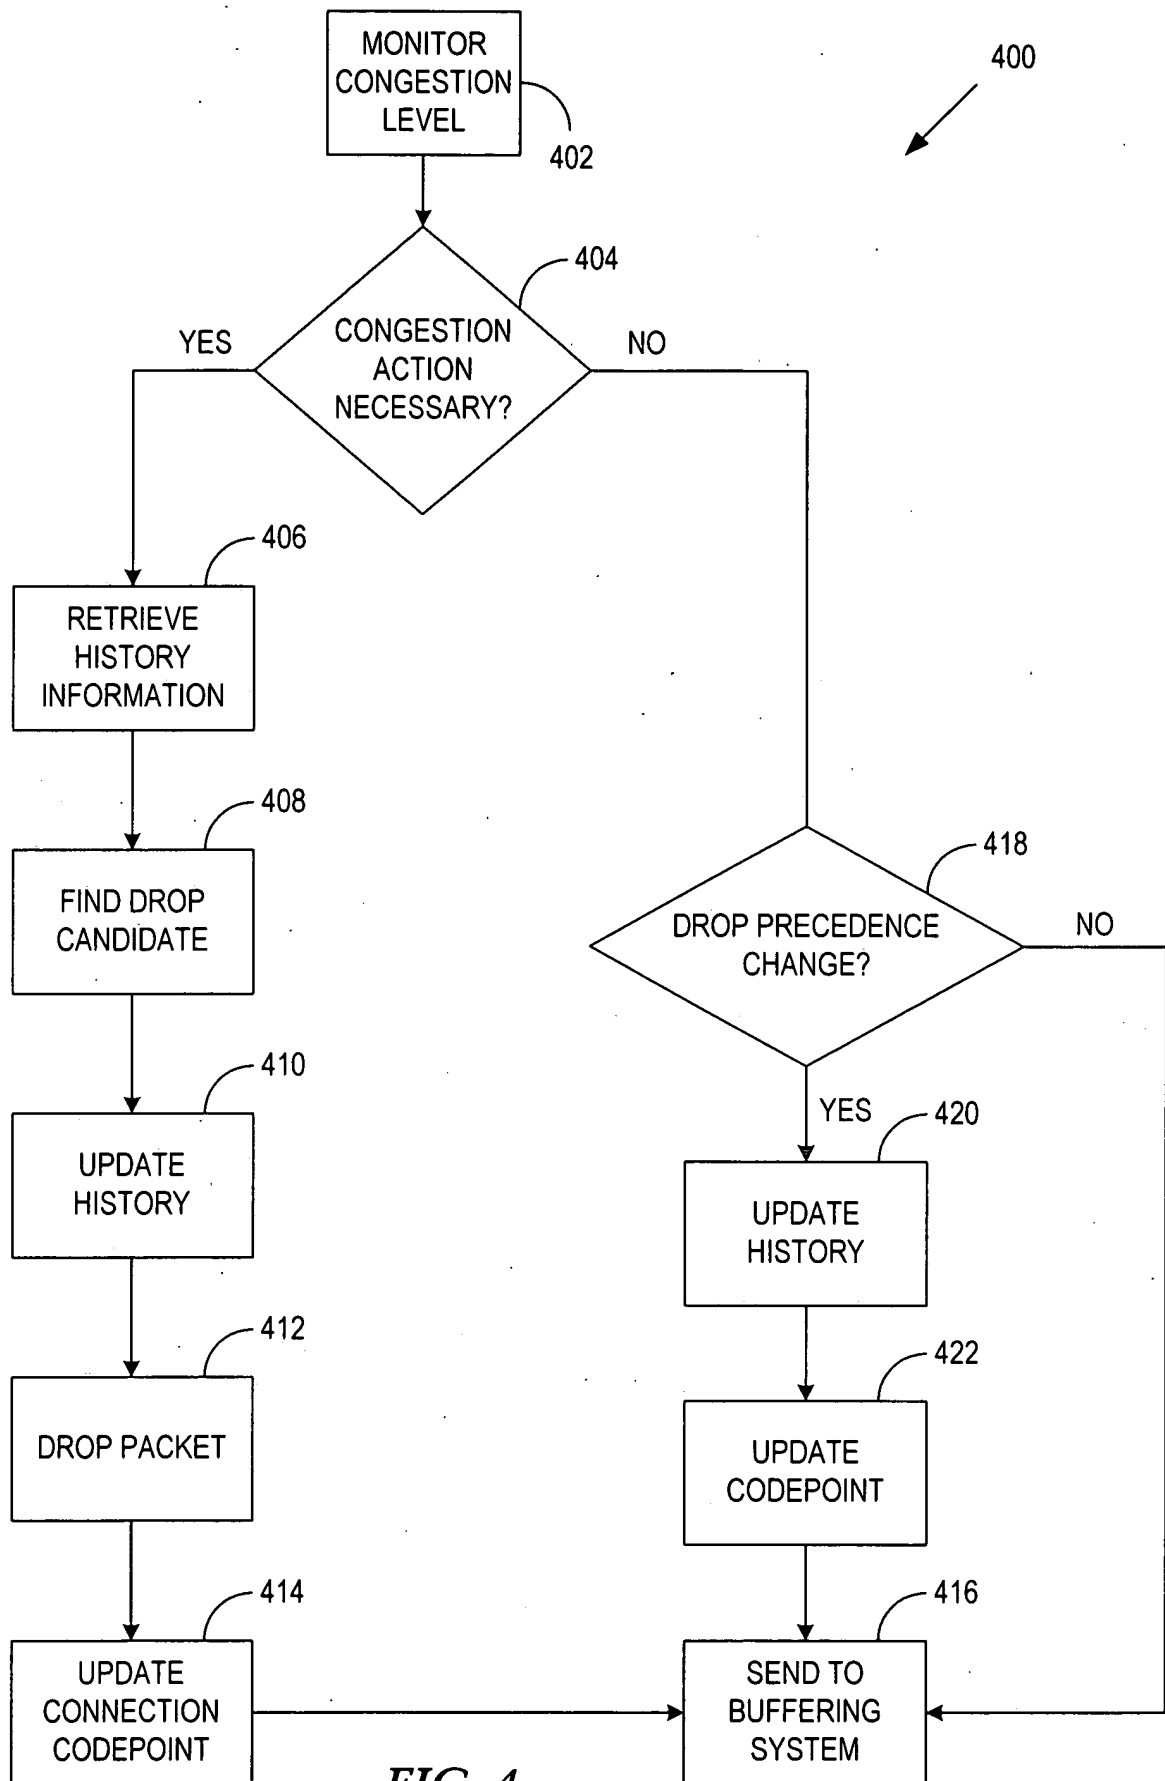 MONITOR
CONGESTION
LEVEL
402
400
404
CONGESTION
ACTION
NECESSARY?
YES
NO
406
RETRIEVE
HISTORY
INFORMATION
408
FIND DROP
CANDIDATE
418
DROP PRECEDENCE
CHANGE?
NO
YES
410
UPDATE
HISTORY
420
UPDATE
HISTORY
412
DROP PACKET
422
UPDATE
CODEPOINT
414
UPDATE
CONNECTION
CODEPOINT
416
SEND TO
BUFFERING
SYSTEM
FIG. 4